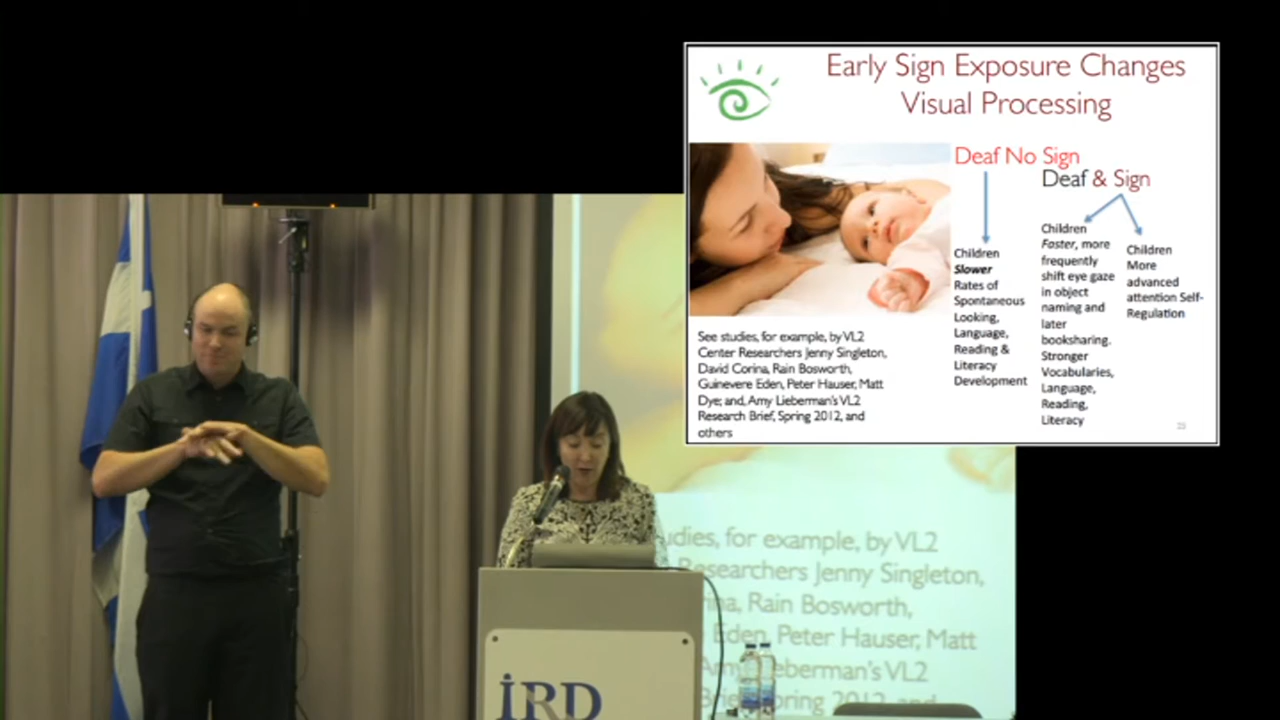 Early Sign Exposure Changes
Visual Processing
Deaf No Sign
Deaf & Sign
Children
Slower
Rates of
Spontaneous
Looking,
Language,
Reading &
Literacy
Development
Children
Faster, more
frequently
shift eye gaze
in object
naming and
later
booksharing.
Stronger
Vocabularies,
Language,
Reading,
Literacy
Children
More
advanced
attention Self-
Regulation
See studies, for example, by VL2
Center Researchers Jenny Singleton,
David Corina, Rain Bosworth,
Guinevere Eden, Peter Hauser, Matt
Dye; and, Amy Lieberman's VL2
Research Brief, Spring 2012, and
others
udies, for example, by VL2
Researchers Jenny Singleton,
Rain Bosworth,
Eden, Peter Hauser, Matt
eberman's VL2
2012, and
iRD